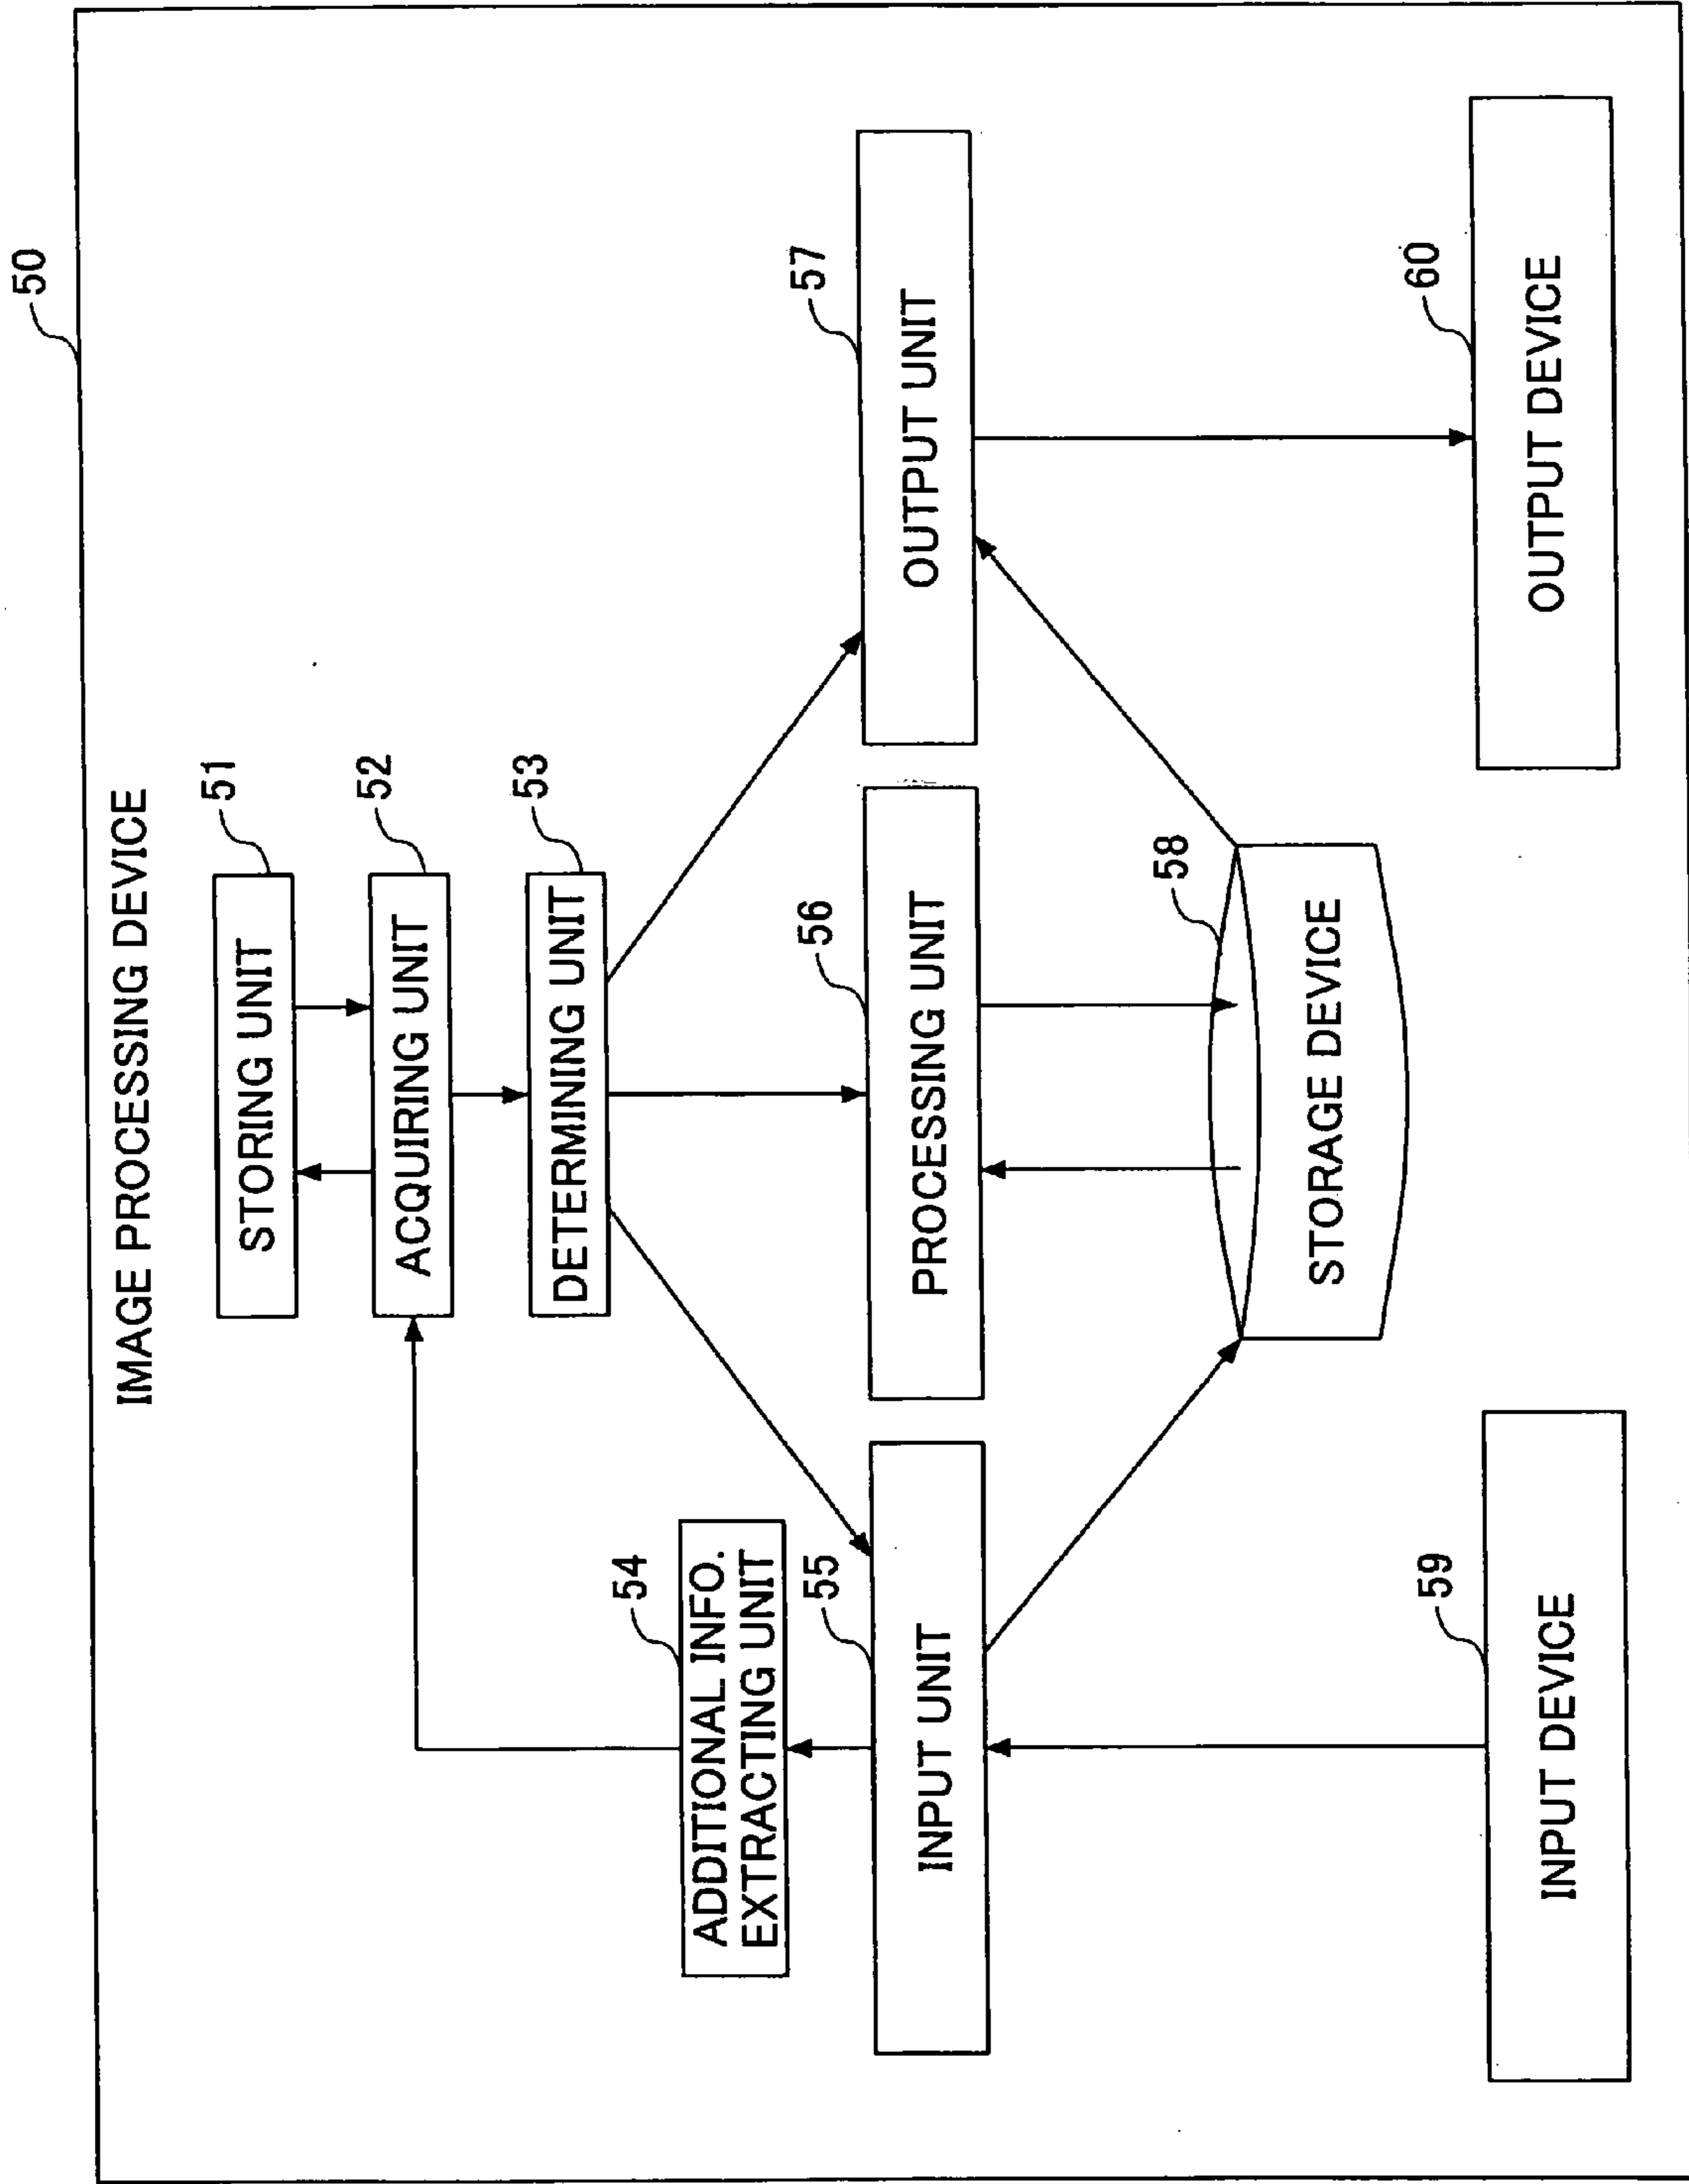 50
IMAGE PROCESSING DEVICE
51
STORING UNIT
52
ACQUIRING UNIT
53
DETERMINING UNIT
54
ADDITIONAL INFO.
EXTRACTING UNIT
55
INPUT UNIT
56
PROCESSING UNIT
57
OUTPUT UNIT
58
STORAGE DEVICE
59
INPUT DEVICE
60
OUTPUT DEVICE